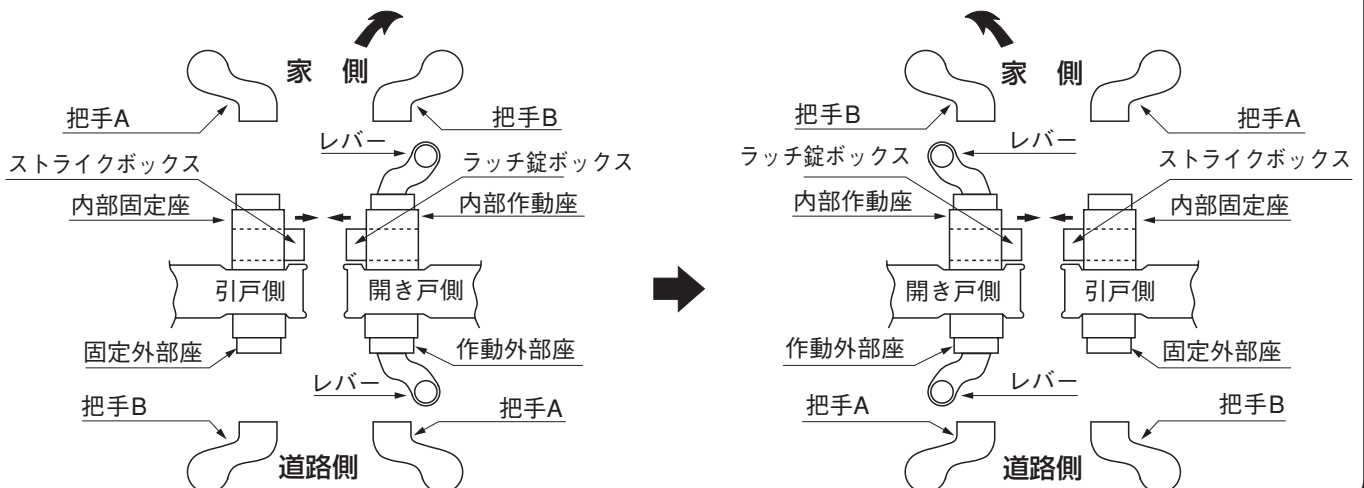 家 側
把手A
把手B
レバー
ストライクボックス
ラッチ錠ボックス
内部固定座
内部作動座
引戸側
開き戸側
固定外部座
作動外部座
レバー
把手B
把手A
道路側
家 側
把手B
把手A
レバー
ラッチ錠ボックス
ストライクボックス
内部作動座
内部固定座
開き戸側
引戸側
作動外部座
固定外部座
レバー
把手A
把手B
道路側